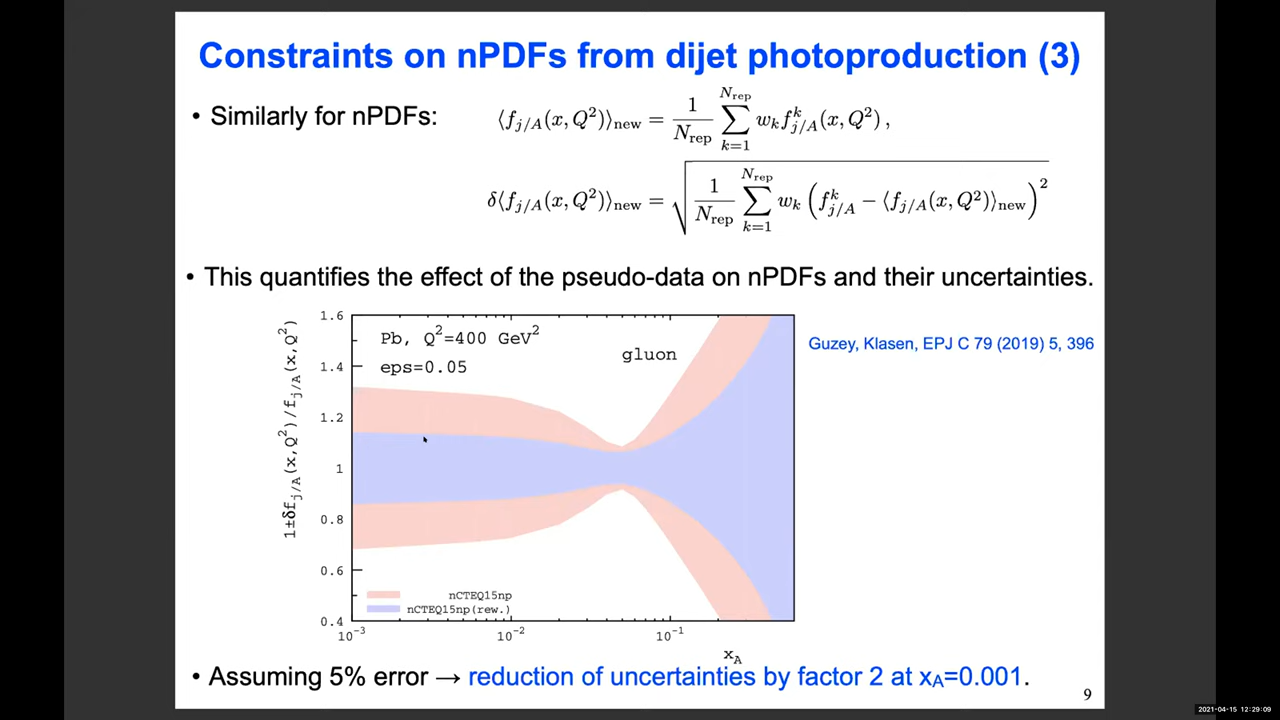 Constraints on nPDFs from dijet photoproduction (3)
• Similarly for nPDFs:
⟨f_{j/A}(x, Q²)⟩_new = \frac{1}{N_rep} \sum_{k=1}^{N_rep} w_k f^k_{j/A}(x, Q²) ,
δ⟨f_{j/A}(x, Q²)⟩_new = \sqrt{\frac{1}{N_rep} \sum_{k=1}^{N_rep} w_k (f^k_{j/A} − ⟨f_{j/A}(x, Q²)⟩_new)²}
• This quantifies the effect of the pseudo-data on nPDFs and their uncertainties.
Guzey, Klasen, EPJ C 79 (2019) 5, 396
1±δf_{j/A}(x,Q²)/f_{j/A}(x,Q²)
1.6
1.4
1.2
1
0.8
0.6
0.4
Pb, Q²=400 GeV²
eps=0.05
gluon
nCTEQ15np
nCTEQ15np(rew.)
10⁻³ 10⁻² 10⁻¹
x_A
• Assuming 5% error → reduction of uncertainties by factor 2 at x_A=0.001.
9
2021-04-15 12:29:09